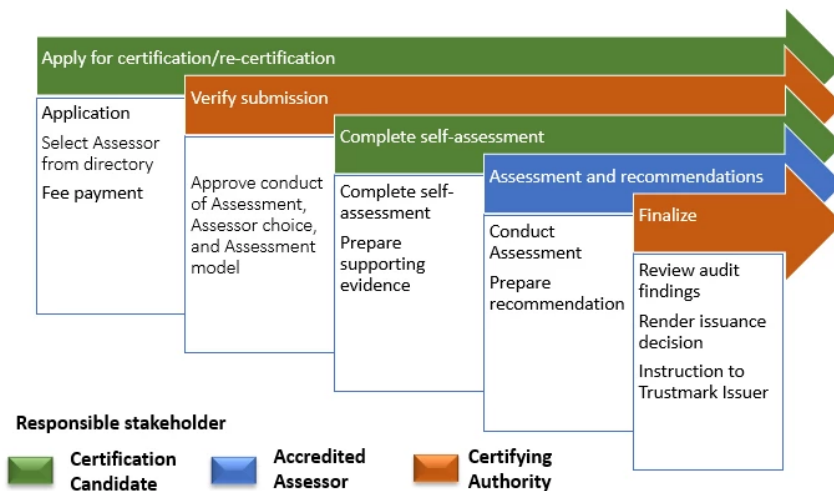 Apply for certification/re-certification
Application
Select Assessor
from directory
Fee payment
Verify submission
Approve conduct
of Assessment,
Assessor choice,
and Assessment
model
Complete self-assessment
Complete self-
assessment
Prepare
supporting
evidence
Assessment and recommendations
Conduct
Assessment
Prepare
recommendation
Finalize
Review audit
findings
Render issuance
decision
Instruction to
Trustmark Issuer
Responsible stakeholder
Certification
Candidate
Accredited
Assessor
Certifying
Authority